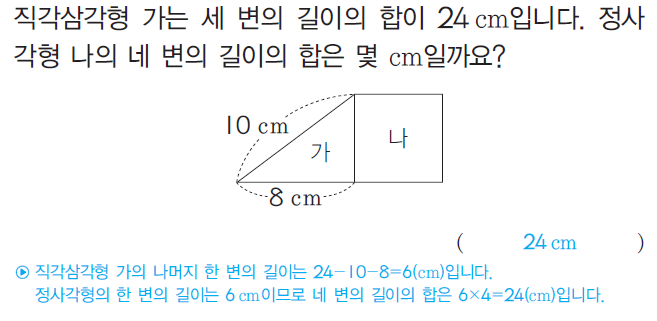 직각삼각형 가는 세 변의 길이의 합이 24 cm입니다. 정사
각형 나의 네 변의 길이의 합은 몇 cm일까요?
10 cm
가
나
8 cm
( 24 cm )
▶ 직각삼각형 가의 나머지 한 변의 길이는 24-10-8=6(cm)입니다.
정사각형의 한 변의 길이는 6 cm이므로 네 변의 길이의 합은 6×4=24(cm)입니다.